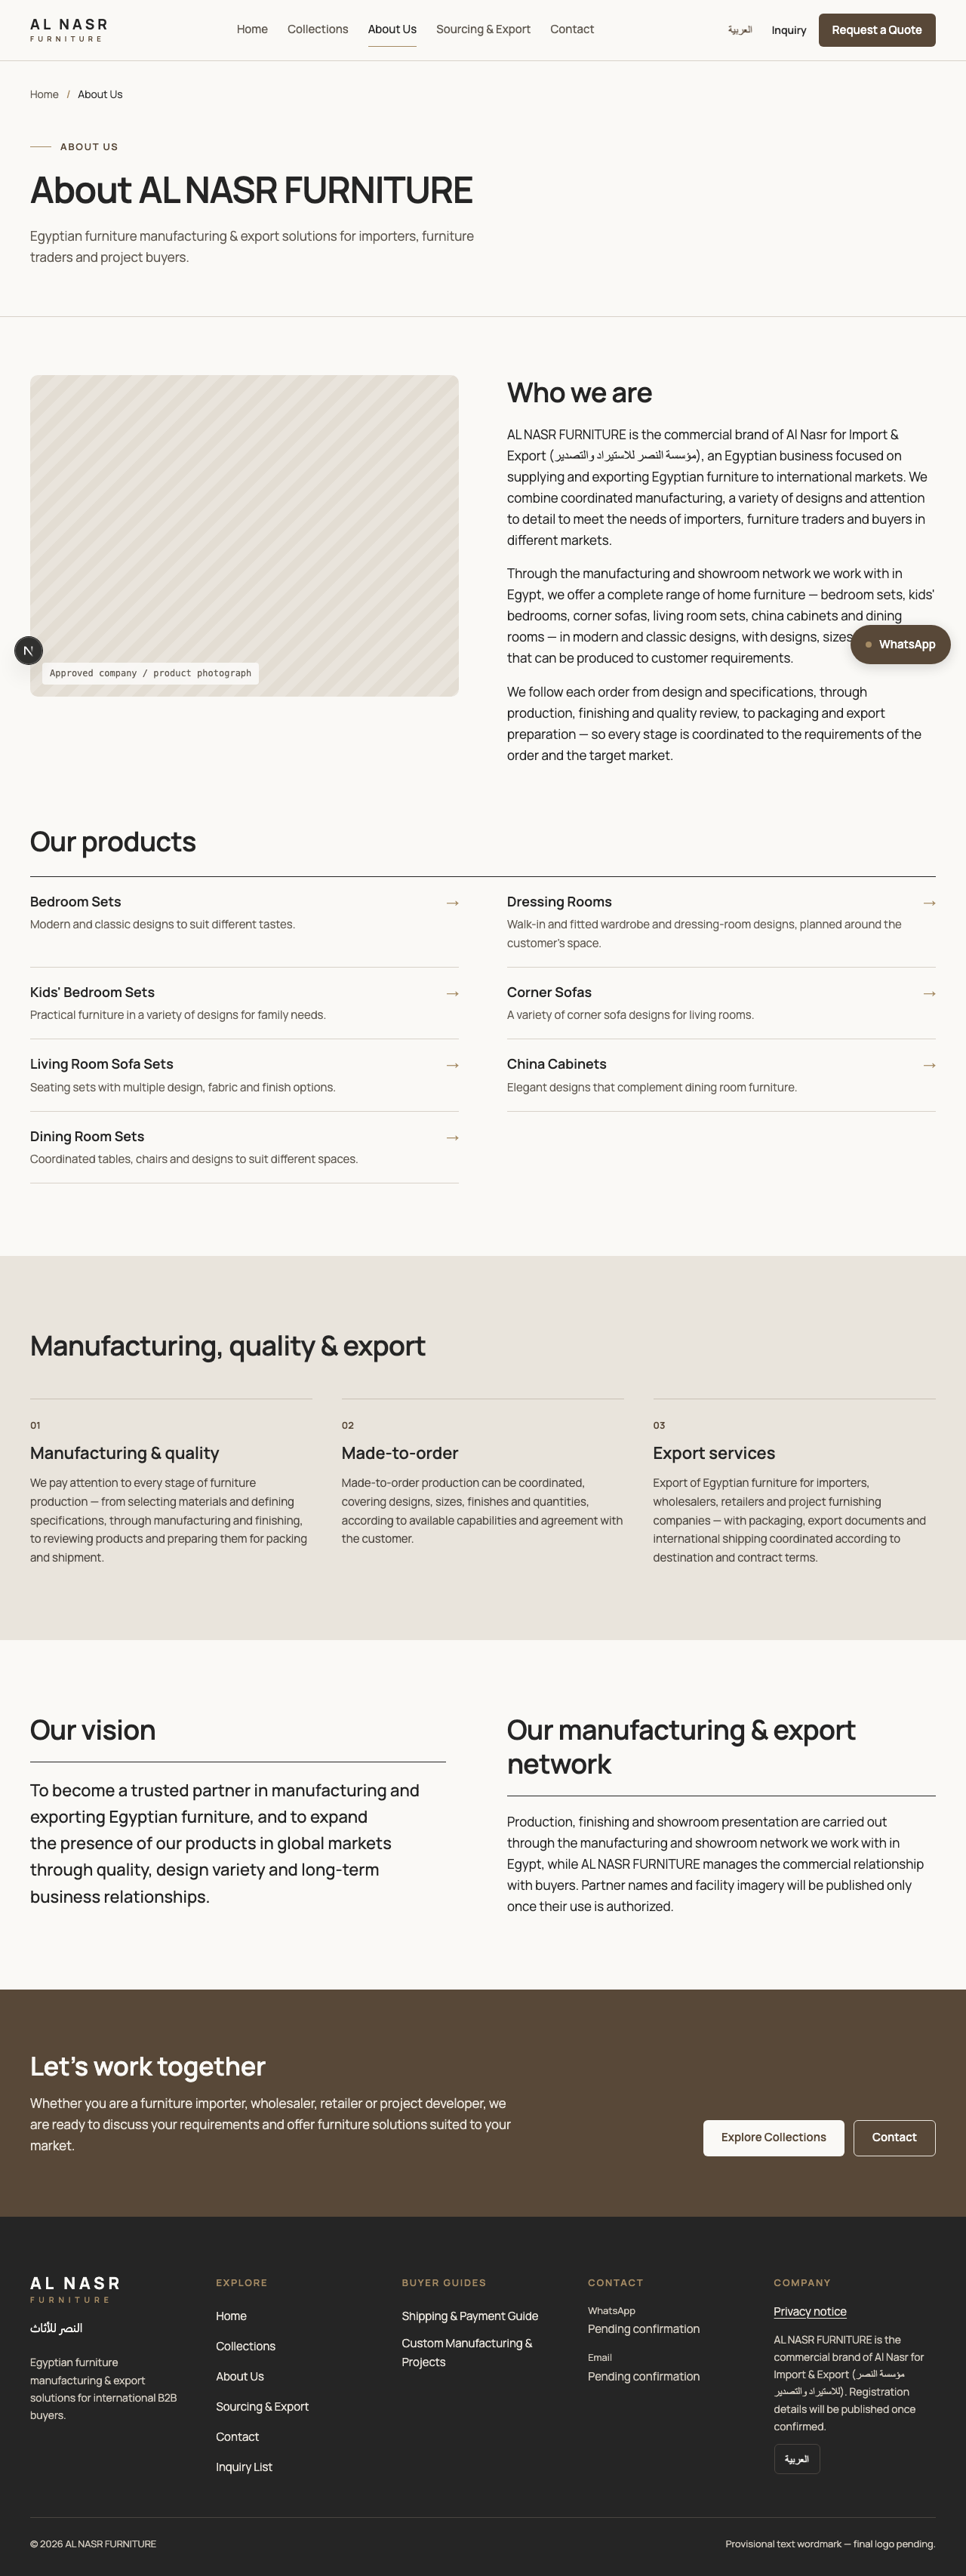 AL NASR
FURNITURE
Home
Collections
About Us
Sourcing & Export
Contact
العربية
Inquiry
Request a Quote
Home / About Us
ABOUT US
About AL NASR FURNITURE
Egyptian furniture manufacturing & export solutions for importers, furniture
traders and project buyers.
Approved company / product photograph
Who we are
AL NASR FURNITURE is the commercial brand of Al Nasr for Import &
Export (مؤسسة النصر للاستيراد والتصدير), an Egyptian business focused on
supplying and exporting Egyptian furniture to international markets. We
combine coordinated manufacturing, a variety of designs and attention
to detail to meet the needs of importers, furniture traders and buyers in
different markets.
Through the manufacturing and showroom network we work with in
Egypt, we offer a complete range of home furniture — bedroom sets, kids'
bedrooms, corner sofas, living room sets, china cabinets and dining
rooms — in modern and classic designs, with designs, sizes
WhatsApp
that can be produced to customer requirements.
We follow each order from design and specifications, through
production, finishing and quality review, to packaging and export
preparation — so every stage is coordinated to the requirements of the
order and the target market.
Our products
Bedroom Sets →
Modern and classic designs to suit different tastes.
Dressing Rooms →
Walk-in and fitted wardrobe and dressing-room designs, planned around the
customer's space.
Kids' Bedroom Sets →
Practical furniture in a variety of designs for family needs.
Corner Sofas →
A variety of corner sofa designs for living rooms.
Living Room Sofa Sets →
Seating sets with multiple design, fabric and finish options.
China Cabinets →
Elegant designs that complement dining room furniture.
Dining Room Sets →
Coordinated tables, chairs and designs to suit different spaces.
Manufacturing, quality & export
01
Manufacturing & quality
We pay attention to every stage of furniture
production — from selecting materials and defining
specifications, through manufacturing and finishing,
to reviewing products and preparing them for packing
and shipment.
02
Made-to-order
Made-to-order production can be coordinated,
covering designs, sizes, finishes and quantities,
according to available capabilities and agreement with
the customer.
03
Export services
Export of Egyptian furniture for importers,
wholesalers, retailers and project furnishing
companies — with packaging, export documents and
international shipping coordinated according to
destination and contract terms.
Our vision
To become a trusted partner in manufacturing and
exporting Egyptian furniture, and to expand
the presence of our products in global markets
through quality, design variety and long-term
business relationships.
Our manufacturing & export
network
Production, finishing and showroom presentation are carried out
through the manufacturing and showroom network we work with in
Egypt, while AL NASR FURNITURE manages the commercial relationship
with buyers. Partner names and facility imagery will be published only
once their use is authorized.
Let's work together
Whether you are a furniture importer, wholesaler, retailer or project developer, we
are ready to discuss your requirements and offer furniture solutions suited to your
market.
Explore Collections
Contact
AL NASR
FURNITURE
النصر للأثاث
Egyptian furniture
manufacturing & export
solutions for international B2B
buyers.
EXPLORE
Home
Collections
About Us
Sourcing & Export
Contact
Inquiry List
BUYER GUIDES
Shipping & Payment Guide
Custom Manufacturing &
Projects
CONTACT
WhatsApp
Pending confirmation
Email
Pending confirmation
COMPANY
Privacy notice
AL NASR FURNITURE is the
commercial brand of Al Nasr for
Import & Export (مؤسسة النصر
للاستيراد والتصدير). Registration
details will be published once
confirmed.
العربية
© 2026 AL NASR FURNITURE
Provisional text wordmark — final logo pending.